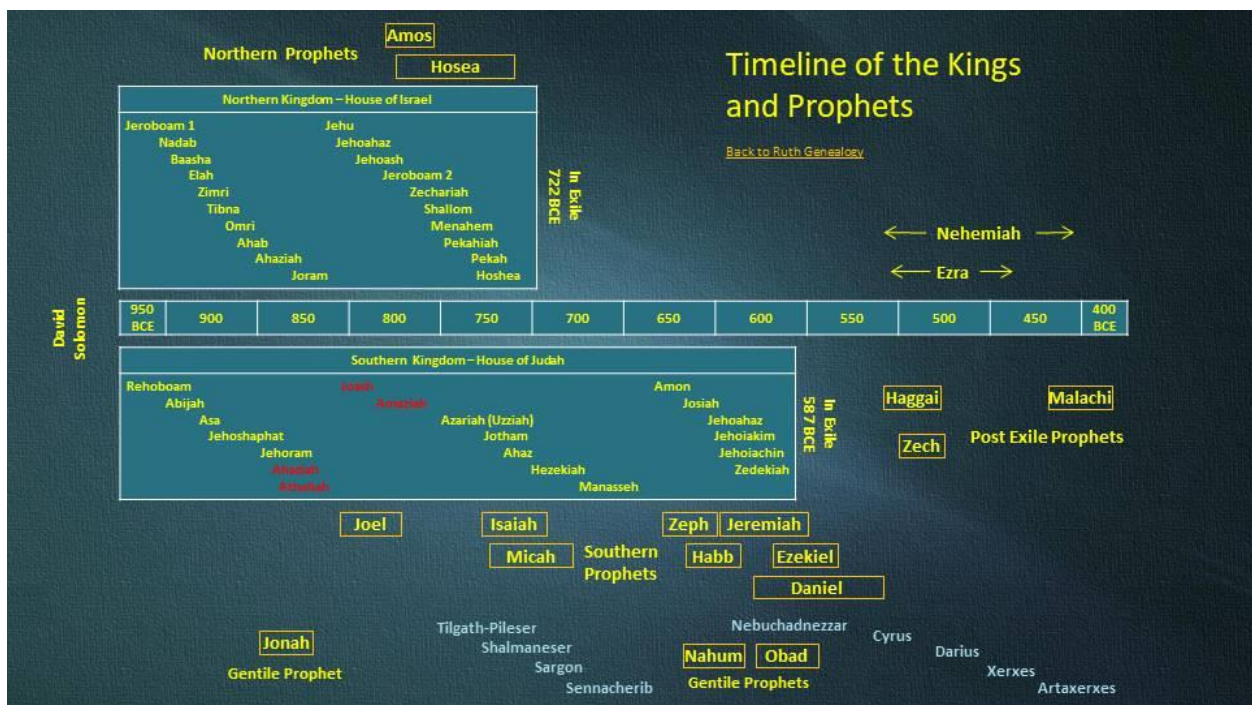 Amos
Northern Prophets
Hosea
Timeline of the Kings
and Prophets
Back to Ruth Genealogy
Northern Kingdom – House of Israel
Jeroboam 1
Nadab
Baasha
Elah
Zimri
Tibna
Omri
Ahab
Ahaziah
Joram
Jehu
Jehoahaz
Jehoash
Jeroboam 2
Zechariah
Shallom
Menahem
Pekahiah
Pekah
Hoshea
In Exile
722 BCE
Nehemiah
Ezra
David
Solomon
950 BCE 900 850 800 750 700 650 600 550 500 450 400 BCE
Southern Kingdom – House of Judah
Rehoboam
Abijah
Asa
Jehoshaphat
Jehoram
Ahaziah
Athaliah
Joash
Amaziah
Azariah (Uzziah)
Jotham
Ahaz
Hezekiah
Manasseh
Amon
Josiah
Jehoahaz
Jehoiakim
Jehoiachin
Zedekiah
In Exile
587 BCE
Haggai
Malachi
Zech
Post Exile Prophets
Joel
Isaiah
Micah
Southern
Prophets
Zeph
Jeremiah
Habb
Ezekiel
Daniel
Jonah
Gentile Prophet
Tilgath-Pileser
Shalmaneser
Sargon
Sennacherib
Nebuchadnezzar
Nahum
Obad
Gentile Prophets
Cyrus
Darius
Xerxes
Artaxerxes